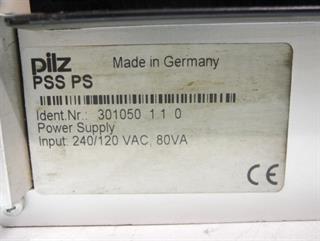 pilz
Made in Germany
PSS PS
Ident.Nr.: 301050 1 1 0
Power Supply
Input: 240/120 VAC, 80VA
CE